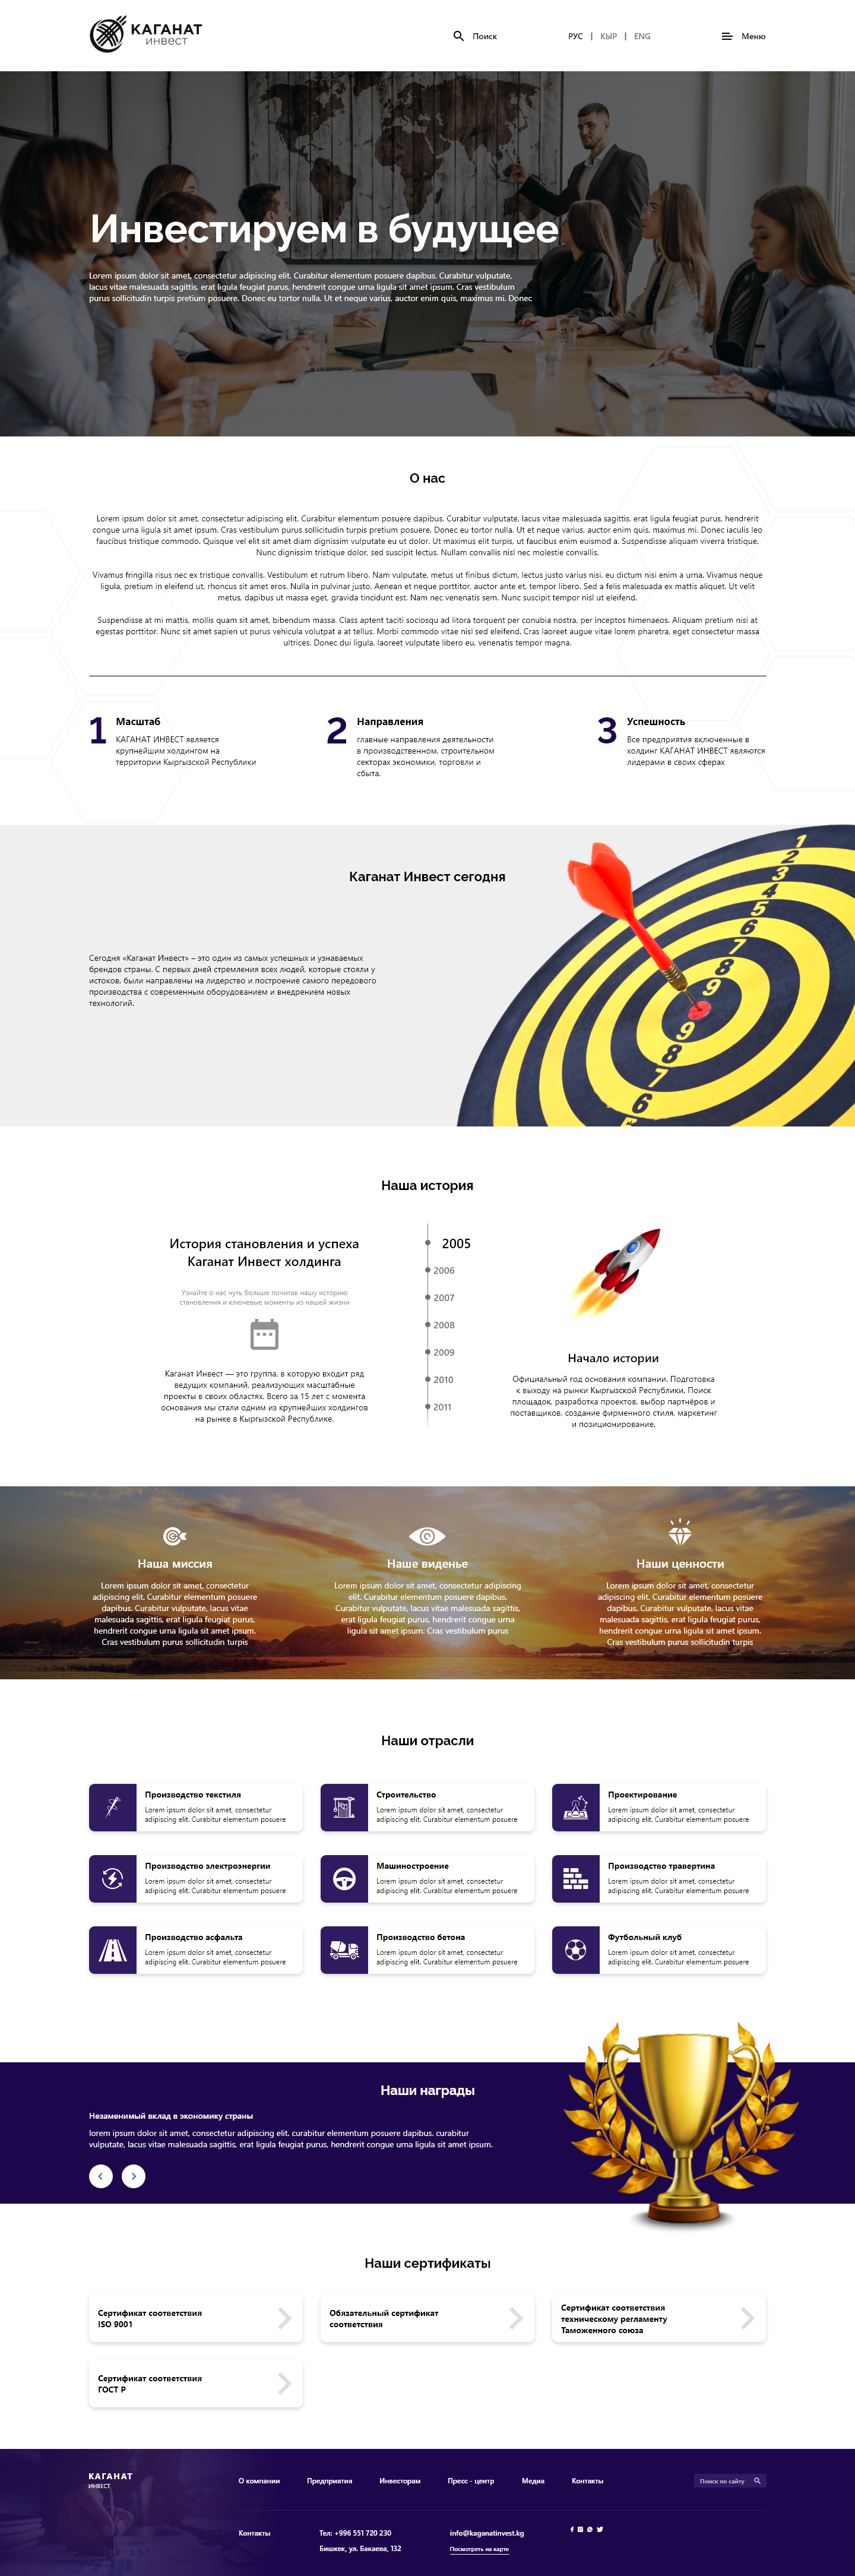 КАГАНАТ
ИНВЕСТ
Поиск
РУС | КЫР | ENG
Меню
Инвестируем в будущее
Lorem ipsum dolor sit amet, consectetur adipiscing elit. Curabitur elementum posuere dapibus. Curabitur vulputate,
lacus vitae malesuada sagittis, erat ligula feugiat purus, hendrerit congue urna ligula sit amet ipsum. Cras vestibulum
purus sollicitudin turpis pretium posuere. Donec eu tortor nulla. Ut et neque varius, auctor enim quis, maximus mi. Donec
О нас
Lorem ipsum dolor sit amet, consectetur adipiscing elit. Curabitur elementum posuere dapibus. Curabitur vulputate, lacus vitae malesuada sagittis, erat ligula feugiat purus, hendrerit
congue urna ligula sit amet ipsum. Cras vestibulum purus sollicitudin turpis pretium posuere. Donec eu tortor nulla. Ut et neque varius, auctor enim quis, maximus mi. Donec iaculis leo
faucibus tristique commodo. Quisque vel elit sit amet diam dignissim vulputate eu ut dolor. Ut maximus elit turpis, ut faucibus enim euismod a. Suspendisse aliquam viverra tristique.
Nunc dignissim tristique dolor, sed suscipit lectus. Nullam convallis nisl nec molestie convallis.
Vivamus fringilla risus nec ex tristique convallis. Vestibulum et rutrum libero. Nam vulputate, metus ut finibus dictum, lectus justo varius nisi, eu dictum nisi enim a urna. Vivamus neque
ligula, pretium in eleifend ut, rhoncus sit amet eros. Nulla in pulvinar justo. Aenean et neque porttitor, auctor ante et, tempor libero. Sed a felis malesuada ex mattis aliquet. Ut velit
metus, dapibus ut massa eget, gravida tincidunt est. Nam nec venenatis sem. Nunc suscipit tempor nisl ut eleifend.
Suspendisse at mi mattis, mollis quam sit amet, bibendum massa. Class aptent taciti sociosqu ad litora torquent per conubia nostra, per inceptos himenaeos. Aliquam pretium nisi at
egestas porttitor. Nunc sit amet sapien ut purus vehicula volutpat a at tellus. Morbi commodo vitae nisl sed eleifend. Cras laoreet augue vitae lorem pharetra, eget consectetur massa
ultrices. Donec dui ligula, laoreet vulputate libero eu, venenatis tempor magna.
1
Масштаб
КАГАНАТ ИНВЕСТ является
крупнейшим холдингом на
территории Кыргызской Республики
2
Направления
главные направления деятельности
в производственном, строительном
секторах экономики, торговли и
сбыта.
3
Успешность
Все предприятия включенные в
холдинг КАГАНАТ ИНВЕСТ являются
лидерами в своих сферах
Каганат Инвест сегодня
Сегодня «Каганат Инвест» – это один из самых успешных и узнаваемых
брендов страны. С первых дней стремления всех людей, которые стояли у
истоков, были направлены на лидерство и построение самого передового
производства с современным оборудованием и внедрением новых
технологий.
1
2
3
4
5
6
7
8
9
9
9
8
7
6
Наша история
История становления и успеха
Каганат Инвест холдинга
Узнайте о нас чуть больше почитав нашу историю
становления и ключевые моменты из нашей жизни
Каганат Инвест — это группа, в которую входит ряд
ведущих компаний, реализующих масштабные
проекты в своих областях. Всего за 15 лет с момента
основания мы стали одним из крупнейших холдингов
на рынке в Кыргызской Республике.
2005
2006
2007
2008
2009
2010
2011
Начало истории
Официальный год основания компании. Подготовка
к выходу на рынки Кыргызской Республики. Поиск
площадок, разработка проектов, выбор партнёров и
поставщиков, создание фирменного стиля, маркетинг
и позиционирование.
Наша миссия
Lorem ipsum dolor sit amet, consectetur
adipiscing elit. Curabitur elementum posuere
dapibus. Curabitur vulputate, lacus vitae
malesuada sagittis, erat ligula feugiat purus,
hendrerit congue urna ligula sit amet ipsum.
Cras vestibulum purus sollicitudin turpis
Наше виденье
Lorem ipsum dolor sit amet, consectetur adipiscing
elit. Curabitur elementum posuere dapibus.
Curabitur vulputate, lacus vitae malesuada sagittis,
erat ligula feugiat purus, hendrerit congue urna
ligula sit amet ipsum. Cras vestibulum purus
Наши ценности
Lorem ipsum dolor sit amet, consectetur
adipiscing elit. Curabitur elementum posuere
dapibus. Curabitur vulputate, lacus vitae
malesuada sagittis, erat ligula feugiat purus,
hendrerit congue urna ligula sit amet ipsum.
Cras vestibulum purus sollicitudin turpis
Наши отрасли
Производство текстиля
Lorem ipsum dolor sit amet, consectetur
adipiscing elit. Curabitur elementum posuere
Строительство
Lorem ipsum dolor sit amet, consectetur
adipiscing elit. Curabitur elementum posuere
Проектирование
Lorem ipsum dolor sit amet, consectetur
adipiscing elit. Curabitur elementum posuere
Производство электроэнергии
Lorem ipsum dolor sit amet, consectetur
adipiscing elit. Curabitur elementum posuere
Машиностроение
Lorem ipsum dolor sit amet, consectetur
adipiscing elit. Curabitur elementum posuere
Производство травертина
Lorem ipsum dolor sit amet, consectetur
adipiscing elit. Curabitur elementum posuere
Производство асфальта
Lorem ipsum dolor sit amet, consectetur
adipiscing elit. Curabitur elementum posuere
Производство бетона
Lorem ipsum dolor sit amet, consectetur
adipiscing elit. Curabitur elementum posuere
Футбольный клуб
Lorem ipsum dolor sit amet, consectetur
adipiscing elit. Curabitur elementum posuere
Наши награды
Незаменимый вклад в экономику страны
lorem ipsum dolor sit amet, consectetur adipiscing elit. curabitur elementum posuere dapibus. curabitur
vulputate, lacus vitae malesuada sagittis, erat ligula feugiat purus, hendrerit congue urna ligula sit amet ipsum.
Наши сертификаты
Сертификат соответствия
ISO 9001
Обязательный сертификат
соответствия
Сертификат соответствия
техническому регламенту
Таможенного союза
Сертификат соответствия
ГОСТ Р
КАГАНАТ
ИНВЕСТ
О компании
Предприятия
Инвесторам
Пресс - центр
Медиа
Контакты
Поиск по сайту
Контакты
Тел: +996 551 720 230
Бишкек, ул. Бакаева, 132
info@kaganatinvest.kg
Посмотреть на карте